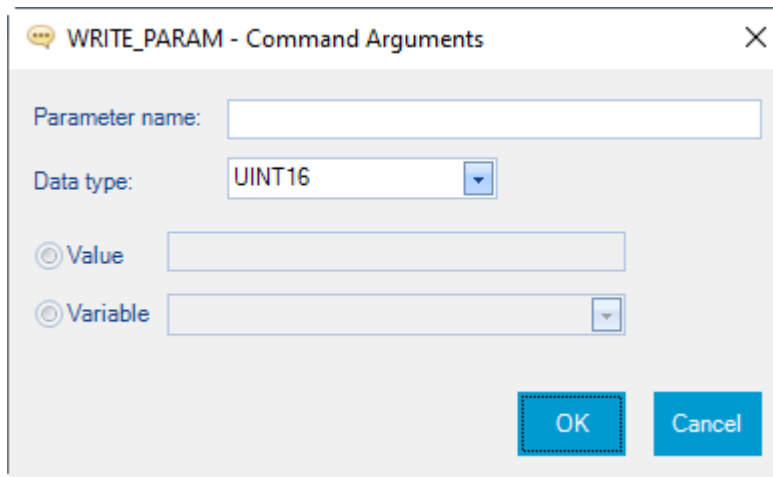 WRITE_PARAM - Command Arguments
Parameter name:
Data type: UINT16
Value
Variable
OK Cancel